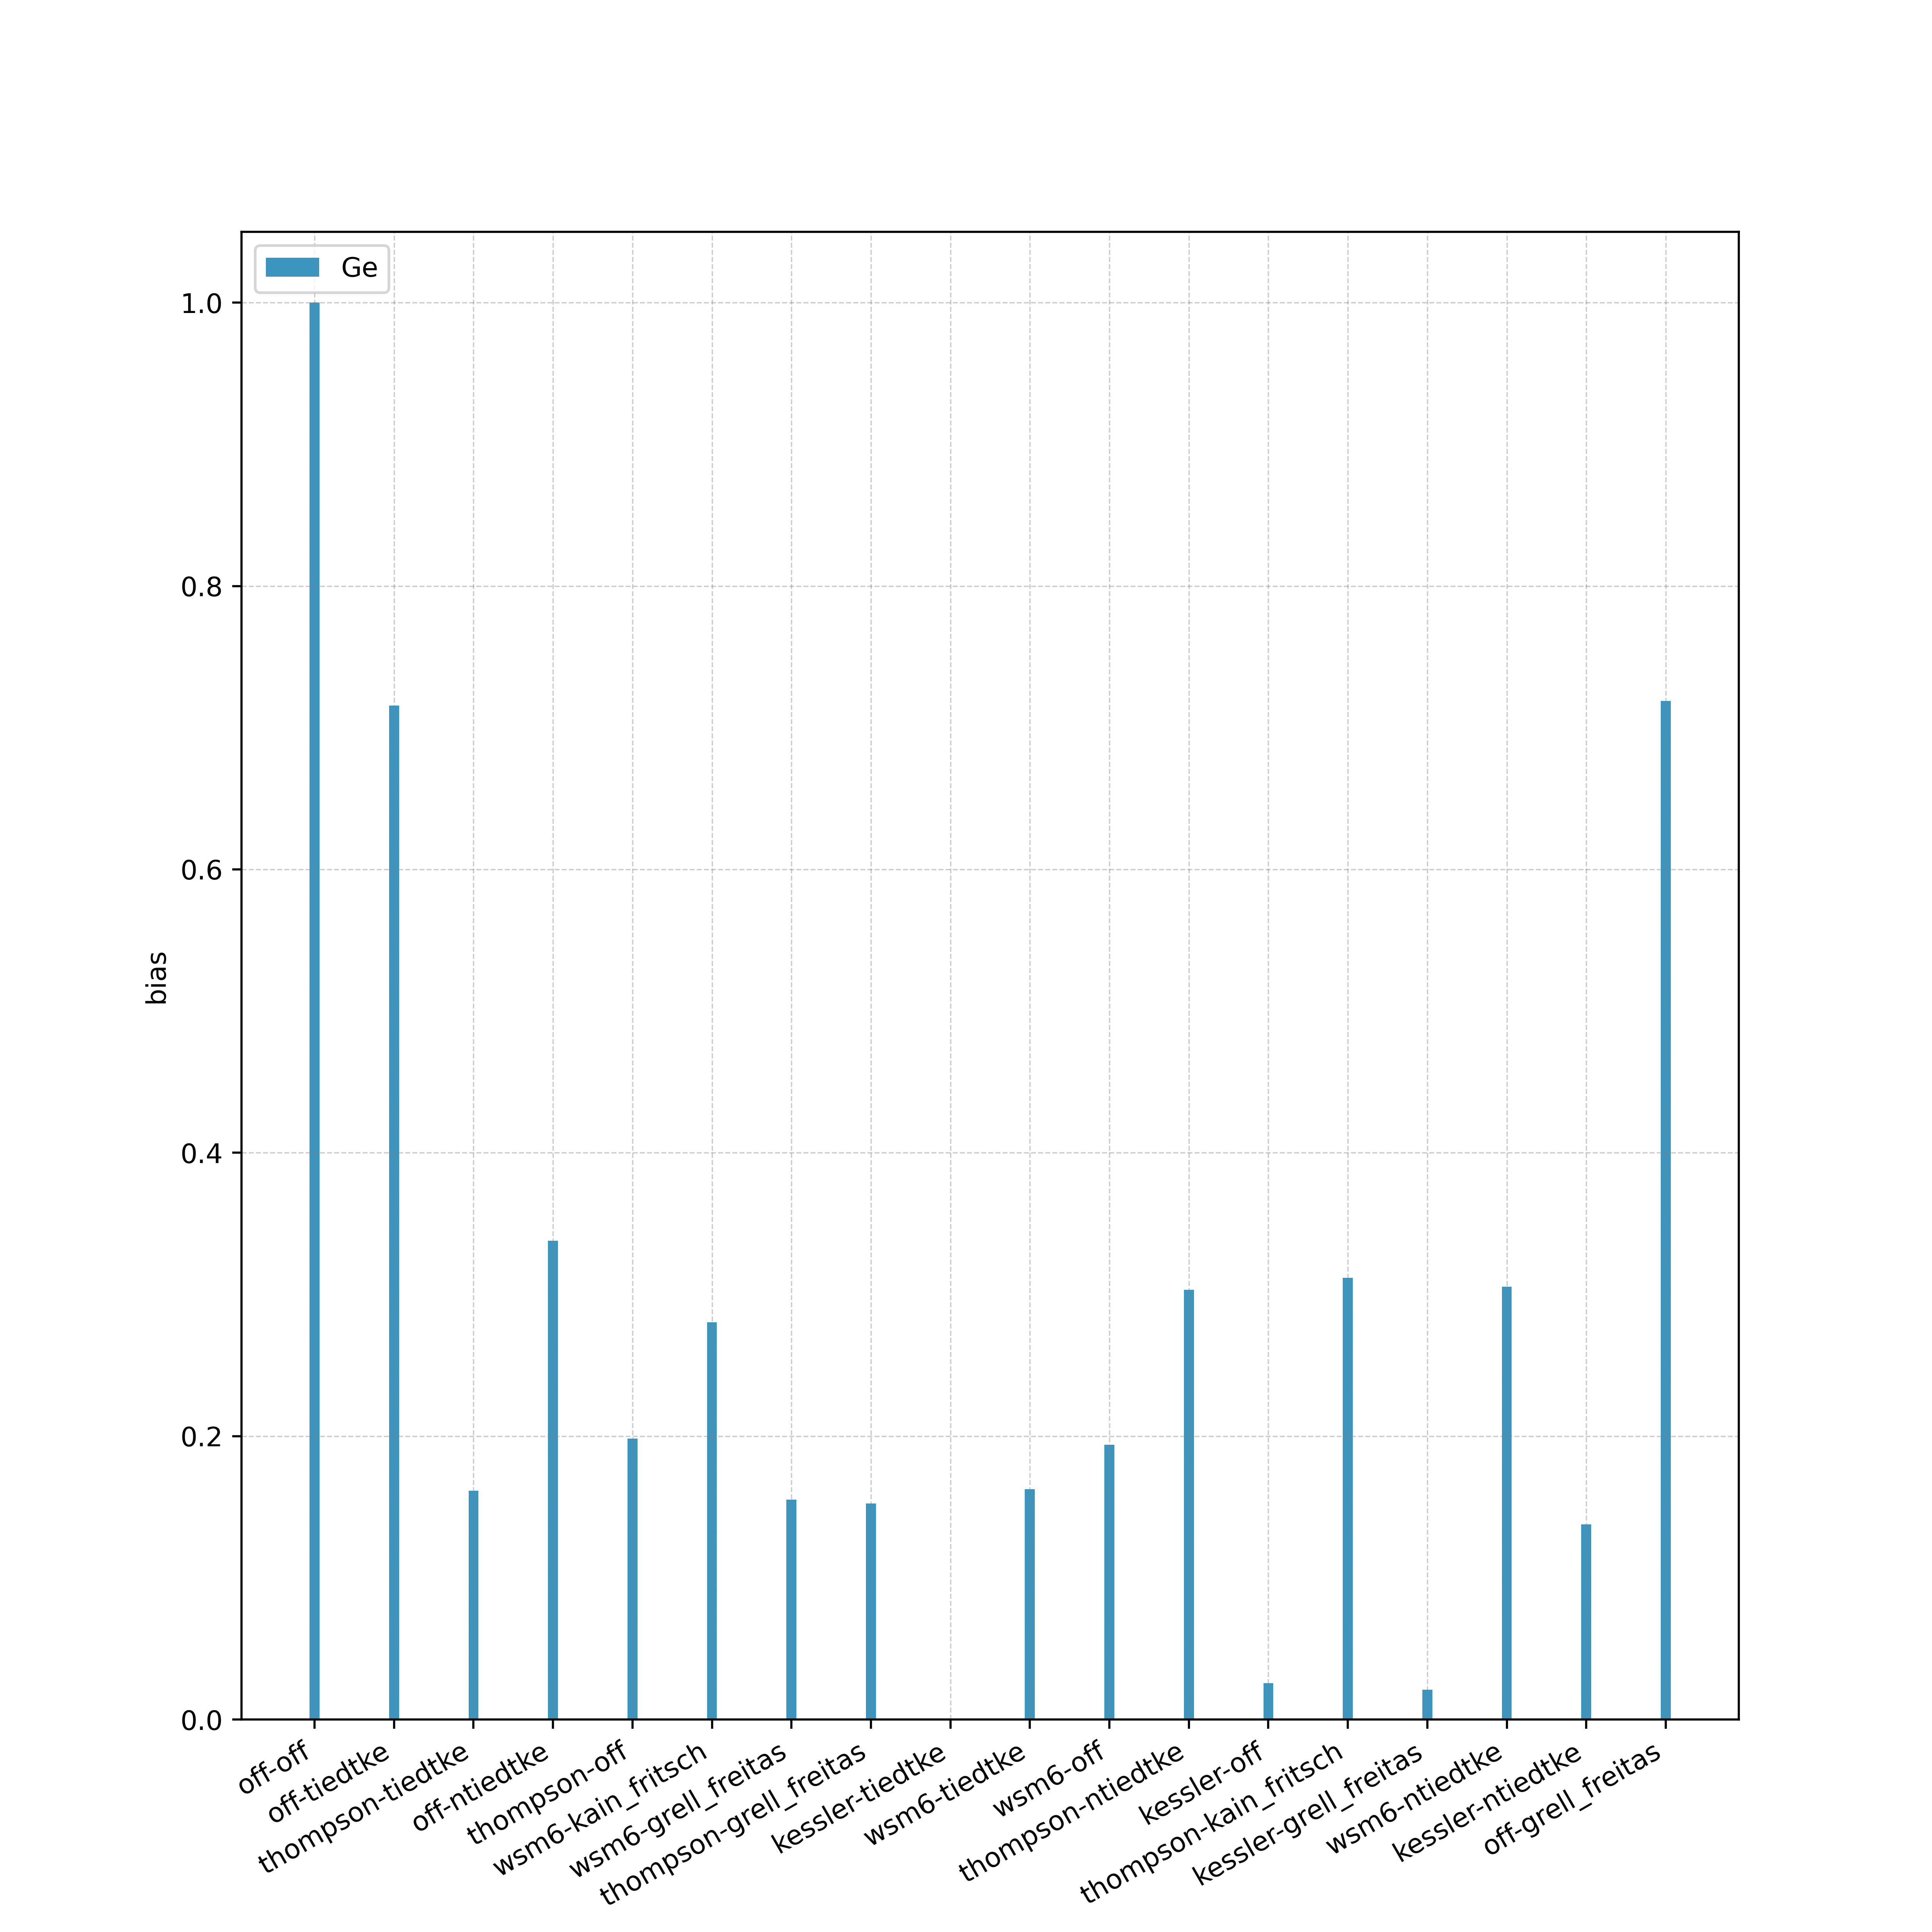 Ge
1.0
0.8
0.6
0.4
0.2
0.0
bias
off-off
off-tiedtke
thompson-tiedtke
off-ntiedtke
thompson-off
wsm6-kain_fritsch
wsm6-grell_freitas
thompson-grell_freitas
kessler-tiedtke
wsm6-tiedtke
wsm6-off
thompson-ntiedtke
kessler-off
thompson-kain_fritsch
kessler-grell_freitas
wsm6-ntiedtke
kessler-ntiedtke
off-grell_freitas